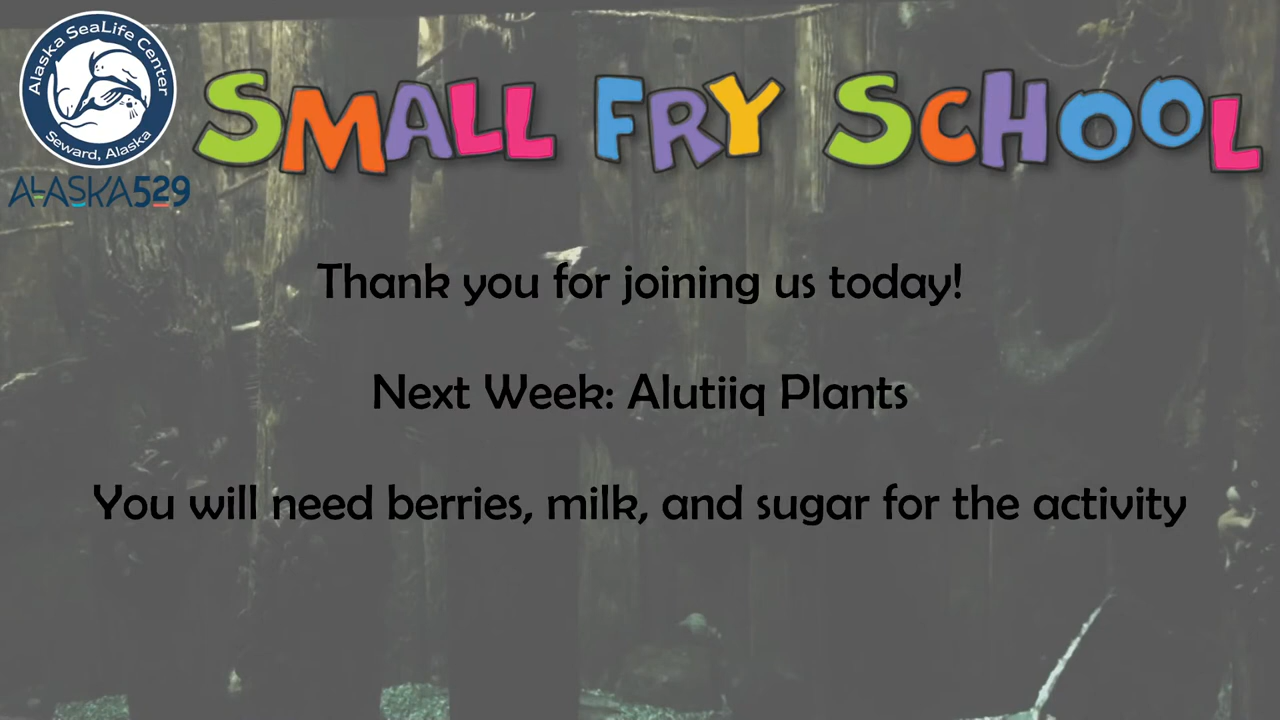 Alaska SeaLife Center
Seward, Alaska
ALASKA529
SMALL FRY SCHOOL
Thank you for joining us today!
Next Week: Alutiiq Plants
You will need berries, milk, and sugar for the activity